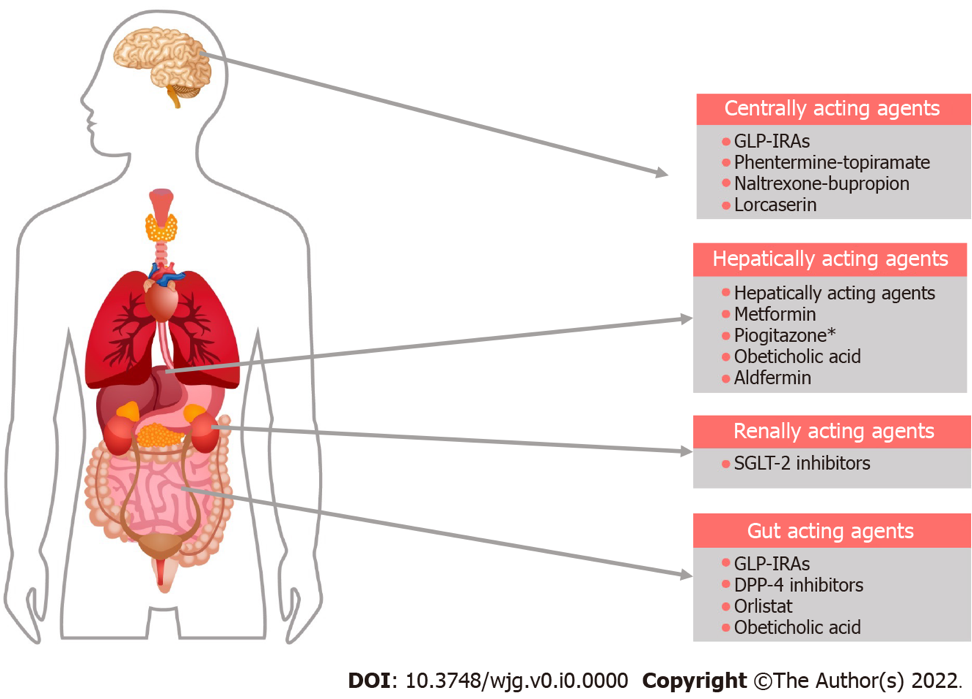 Centrally acting agents
GLP-IRAs
Phentermine-topiramate
Naltrexone-bupropion
Lorcaserin
Hepatically acting agents
Hepatically acting agents
Metformin
Piogitazone*
Obeticholic acid
Aldfermin
Renally acting agents
SGLT-2 inhibitors
Gut acting agents
GLP-IRAs
DPP-4 inhibitors
Orlistat
Obeticholic acid
DOI: 10.3748/wjg.v0.i0.0000 Copyright ©The Author(s) 2022.